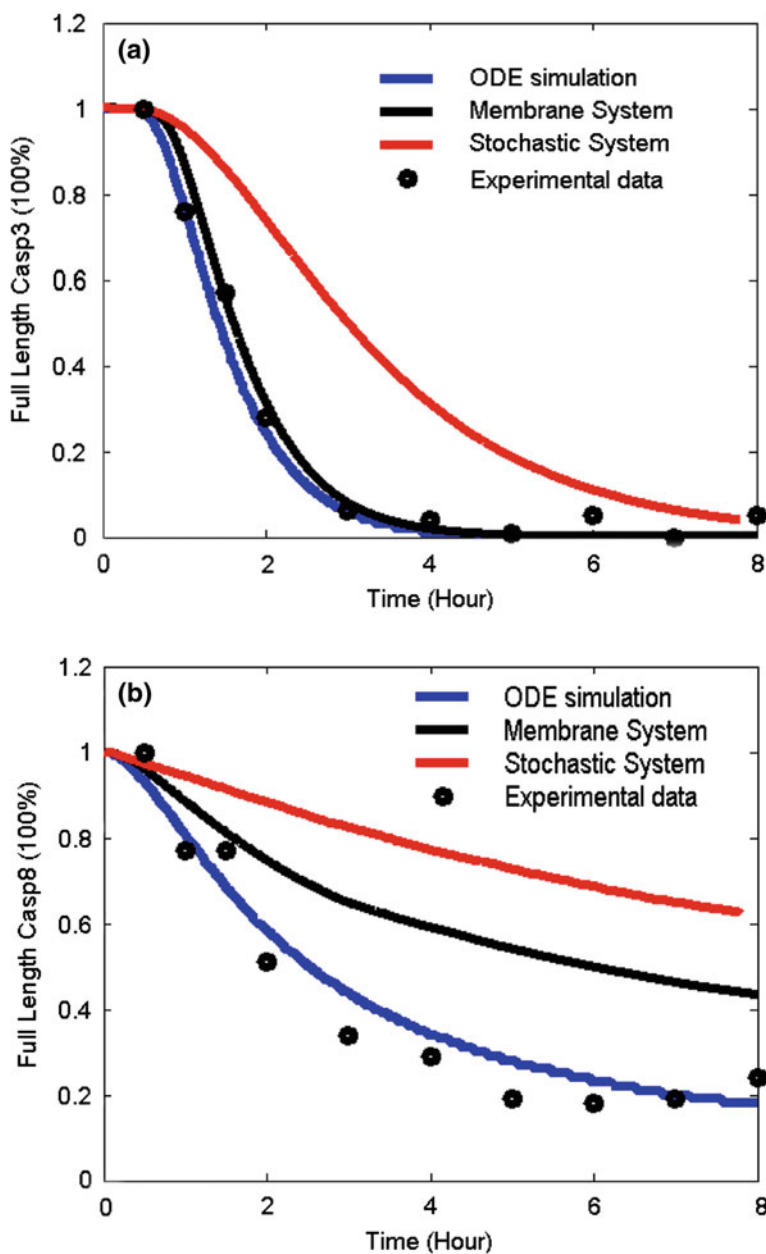 1.2
(a)
ODE simulation
1
Membrane System
Stochastic System
Experimental data
0.8
0.6
0.4
0.2
0
Full Length Casp3 (100%)
2 4 6 8
Time (Hour)
1.2
(b)
ODE simulation
Membrane System
1
Stochastic System
Experimental data
0.8
0.6
0.4
0.2
0
Full Length Casp8 (100%)
0 2 4 6 8
Time (Hour)